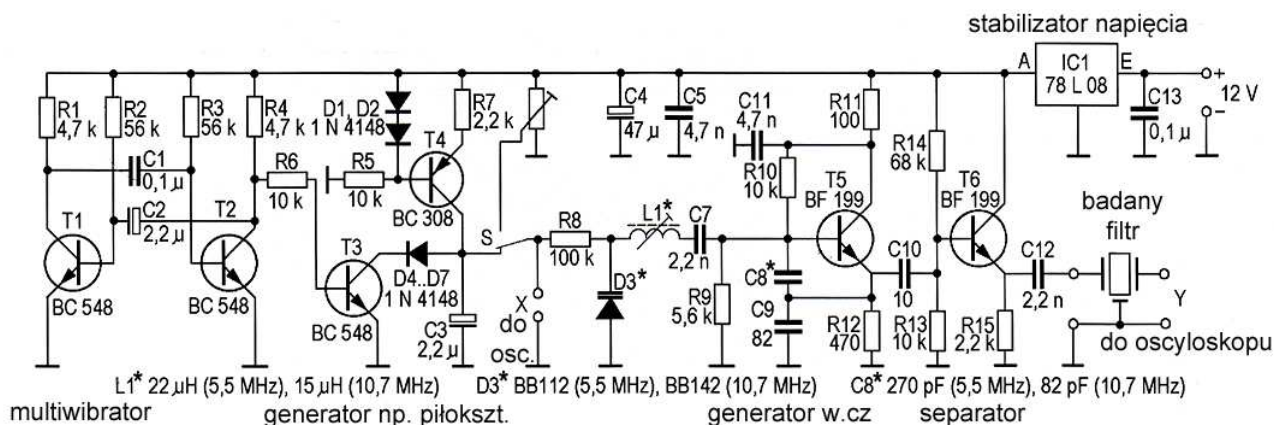 stabilizator napięcia
A
IC1
78 L 08
E
+
12 V
−
C13
0,1 µ
R1
4,7 k
R2
56 k
R3
56 k
R4
4,7 k
D1, D2
1 N 4148
R7
2,2 k
C4
47 µ
C5
4,7 n
C11
4,7 n
R11
100
R14
68 k
C1
0,1 µ
C2
2,2 µ
R6
10 k
R5
10 k
T4
BC 308
R10
10 k
T5
BF 199
T6
BF 199
badany
filtr
T1
BC 548
T2
BC 548
T3
BC 548
D4..D7
1 N 4148
S
R8
100 k
L1*
C7
2,2 n
C8*
C10
10
C12
2,2 n
X
do
osc.
D3*
R9
5,6 k
C9
82
R12
470
R13
10 k
R15
2,2 k
Y
C3
2,2 µ
do oscyloskopu
L1* 22 µH (5,5 MHz), 15 µH (10,7 MHz)
D3* BB112 (5,5 MHz), BB142 (10,7 MHz)
C8* 270 pF (5,5 MHz), 82 pF (10,7 MHz)
multiwibrator
generator np. piłokszt.
generator w.cz
separator